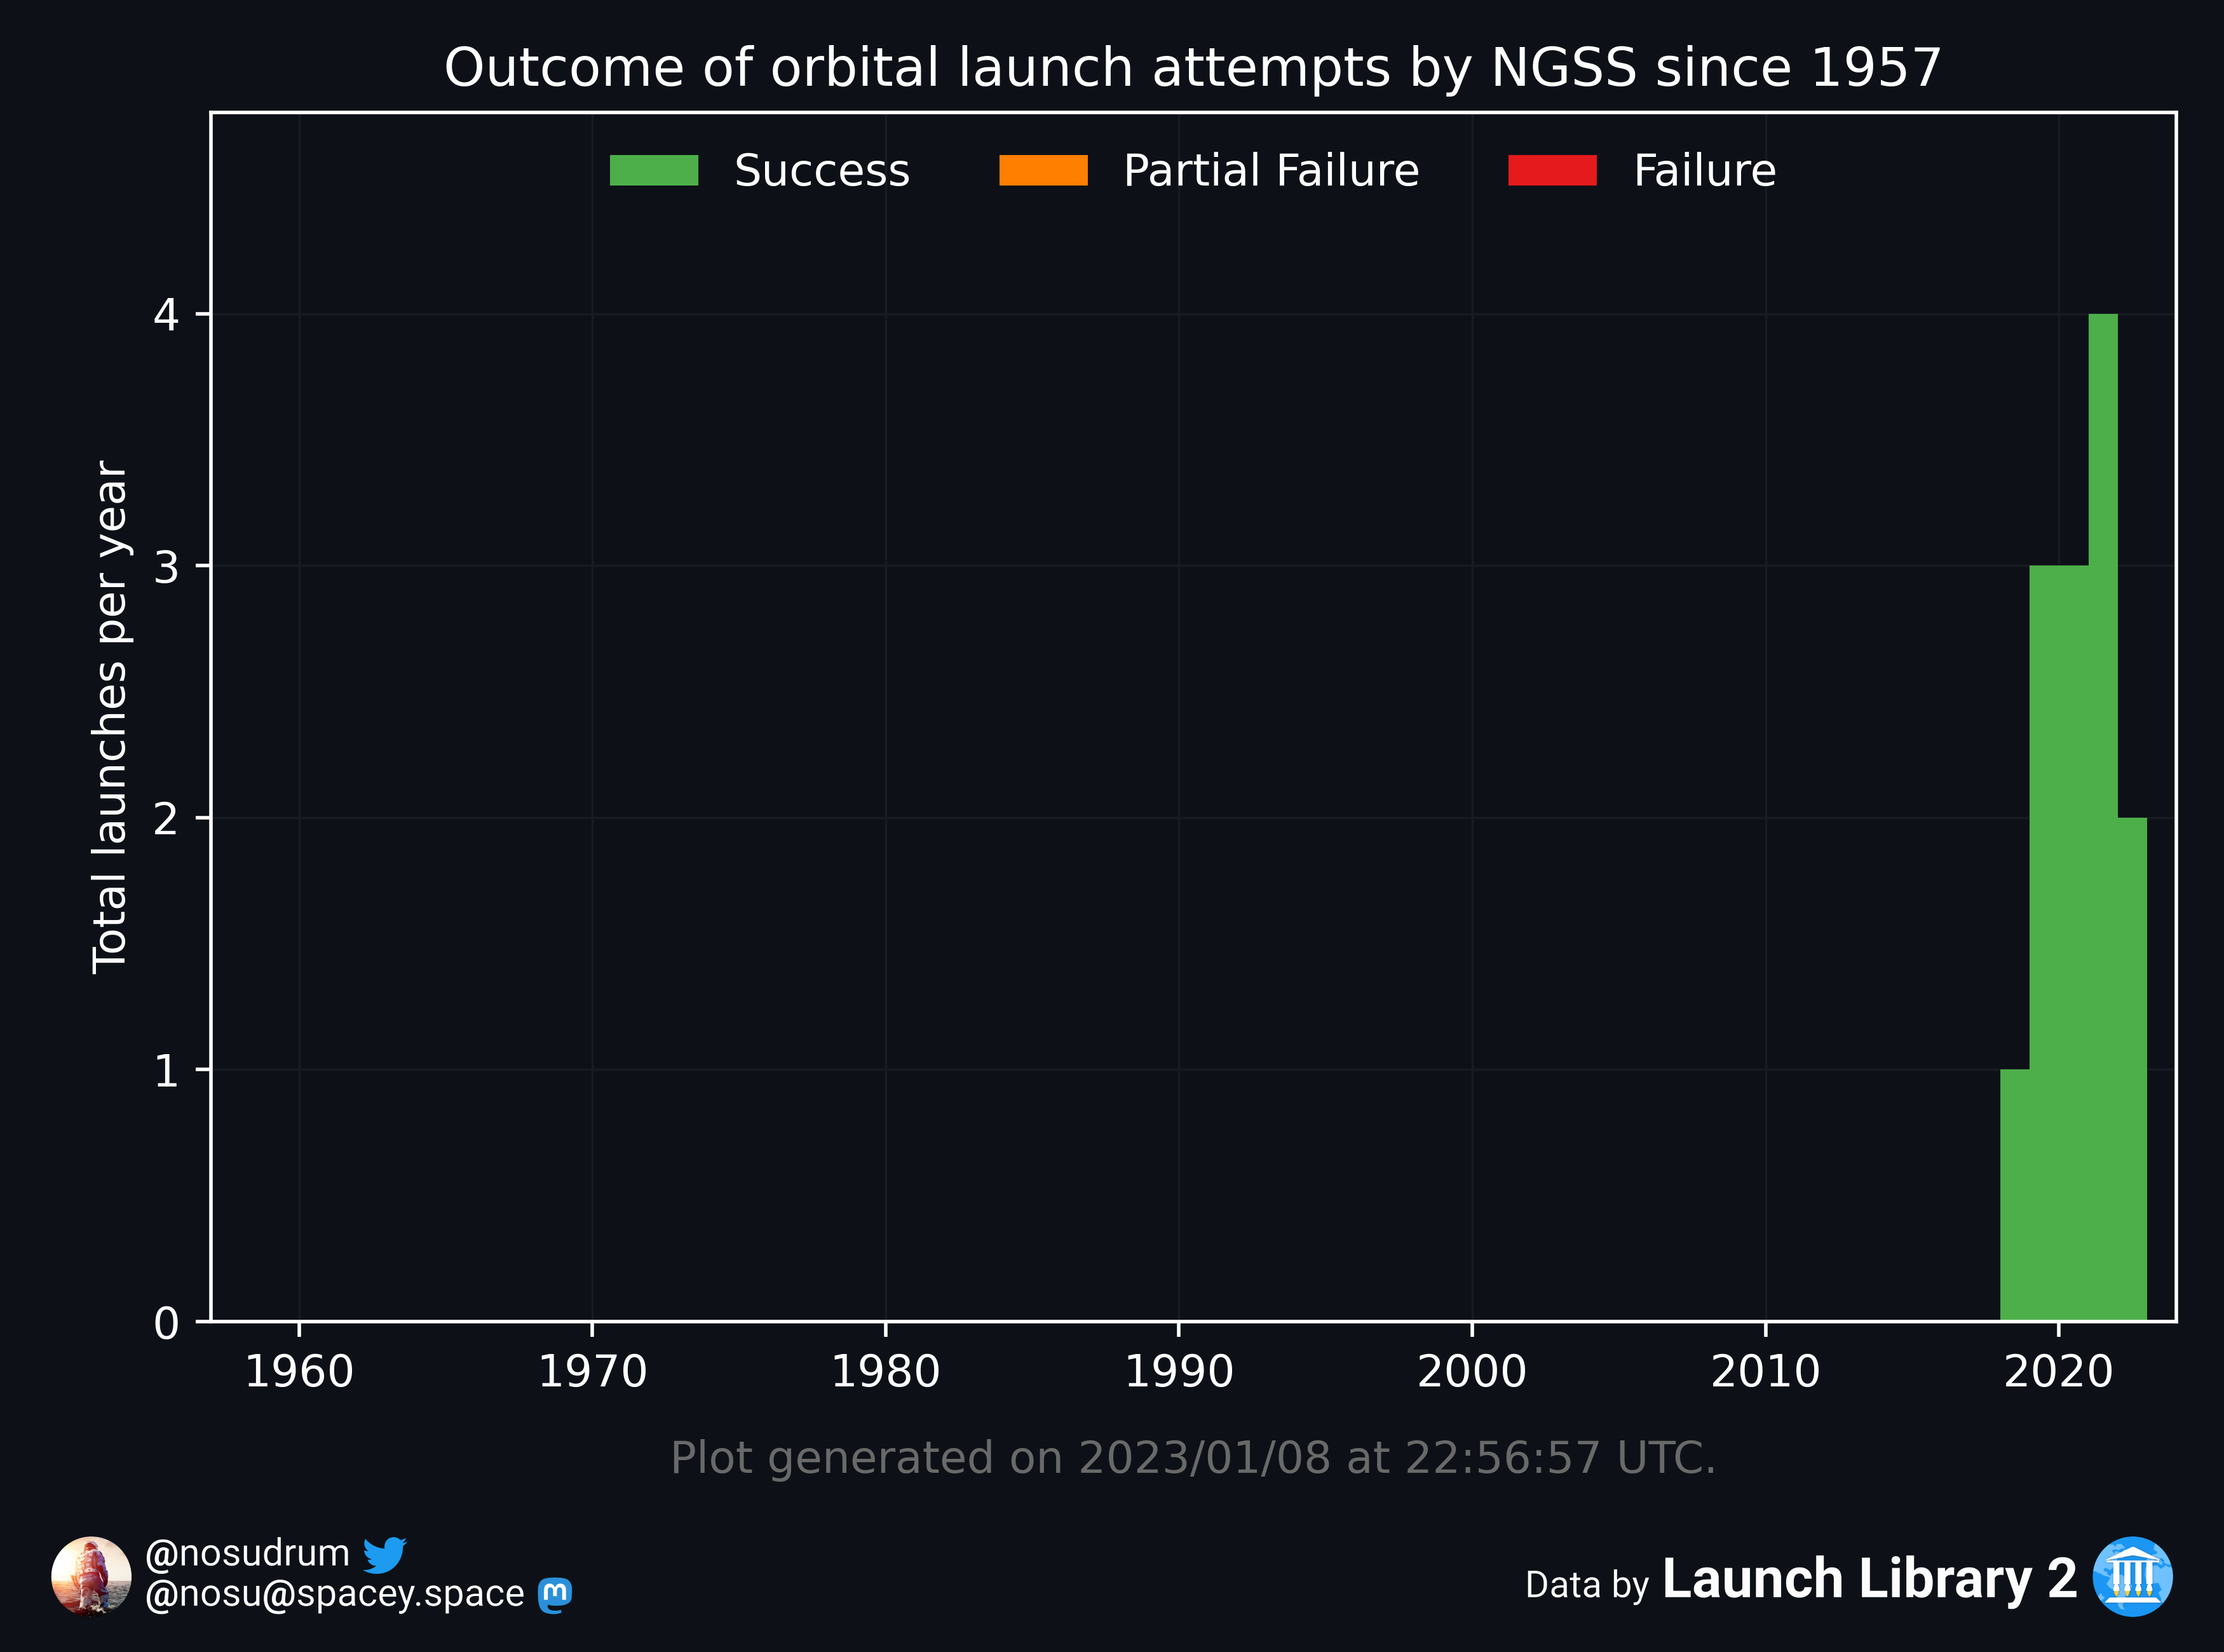 Outcome of orbital launch attempts by NGSS since 1957
Success Partial Failure Failure
Total launches per year
4
3
2
1
0
1960 1970 1980 1990 2000 2010 2020
Plot generated on 2023/01/08 at 22:56:57 UTC.
@nosudrum
@nosu@spacey.space
Data by Launch Library 2